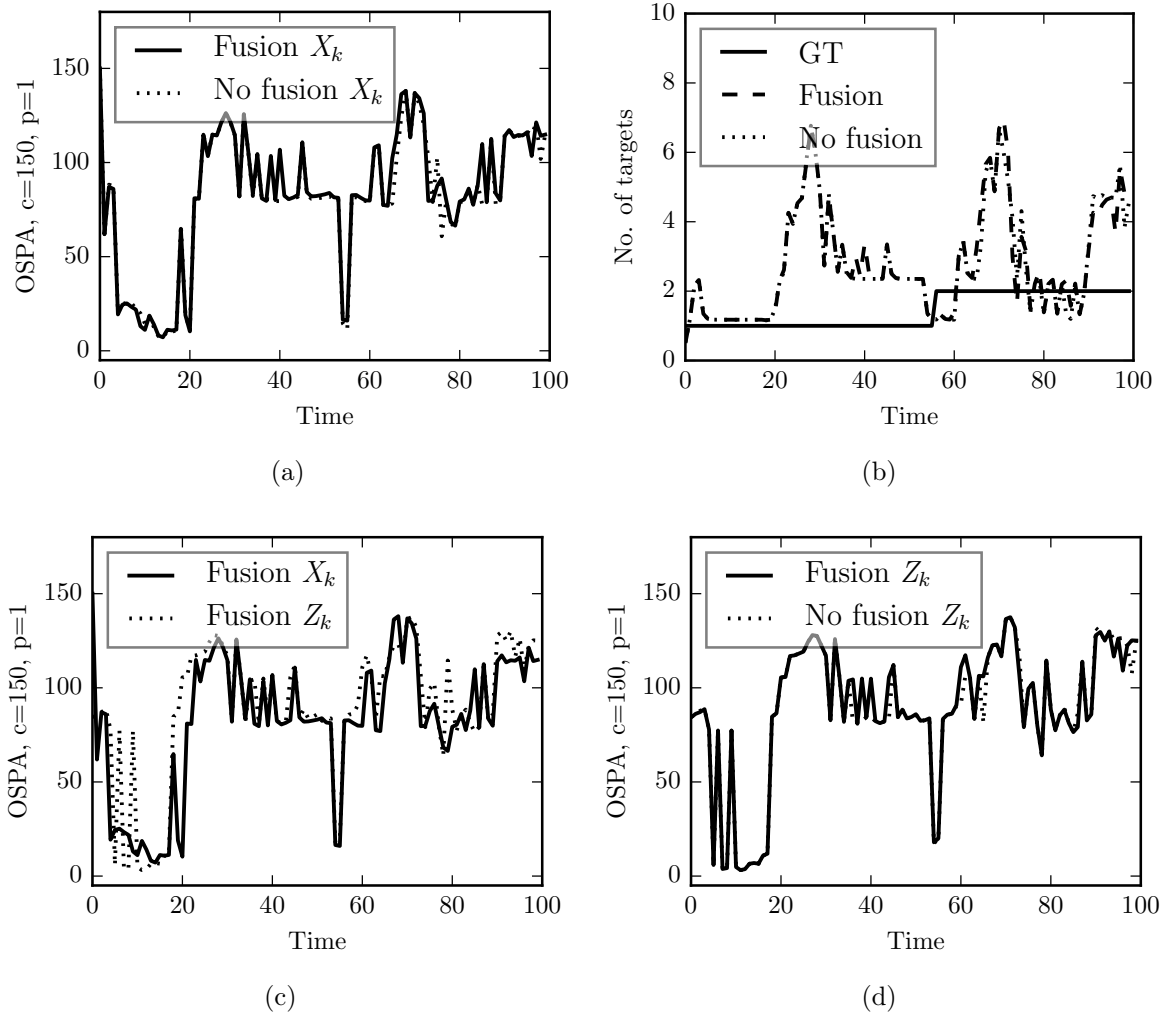 Fusion X_k
No fusion X_k
OSPA, c=150, p=1
150
100
50
0
0 20 40 60 80 100
Time
(a)
GT
Fusion
No fusion
No. of targets
10
8
6
4
2
0
0 20 40 60 80 100
Time
(b)
Fusion X_k
Fusion Z_k
OSPA, c=150, p=1
150
100
50
0
0 20 40 60 80 100
Time
(c)
Fusion Z_k
No fusion Z_k
OSPA, c=150, p=1
150
100
50
0
0 20 40 60 80 100
Time
(d)